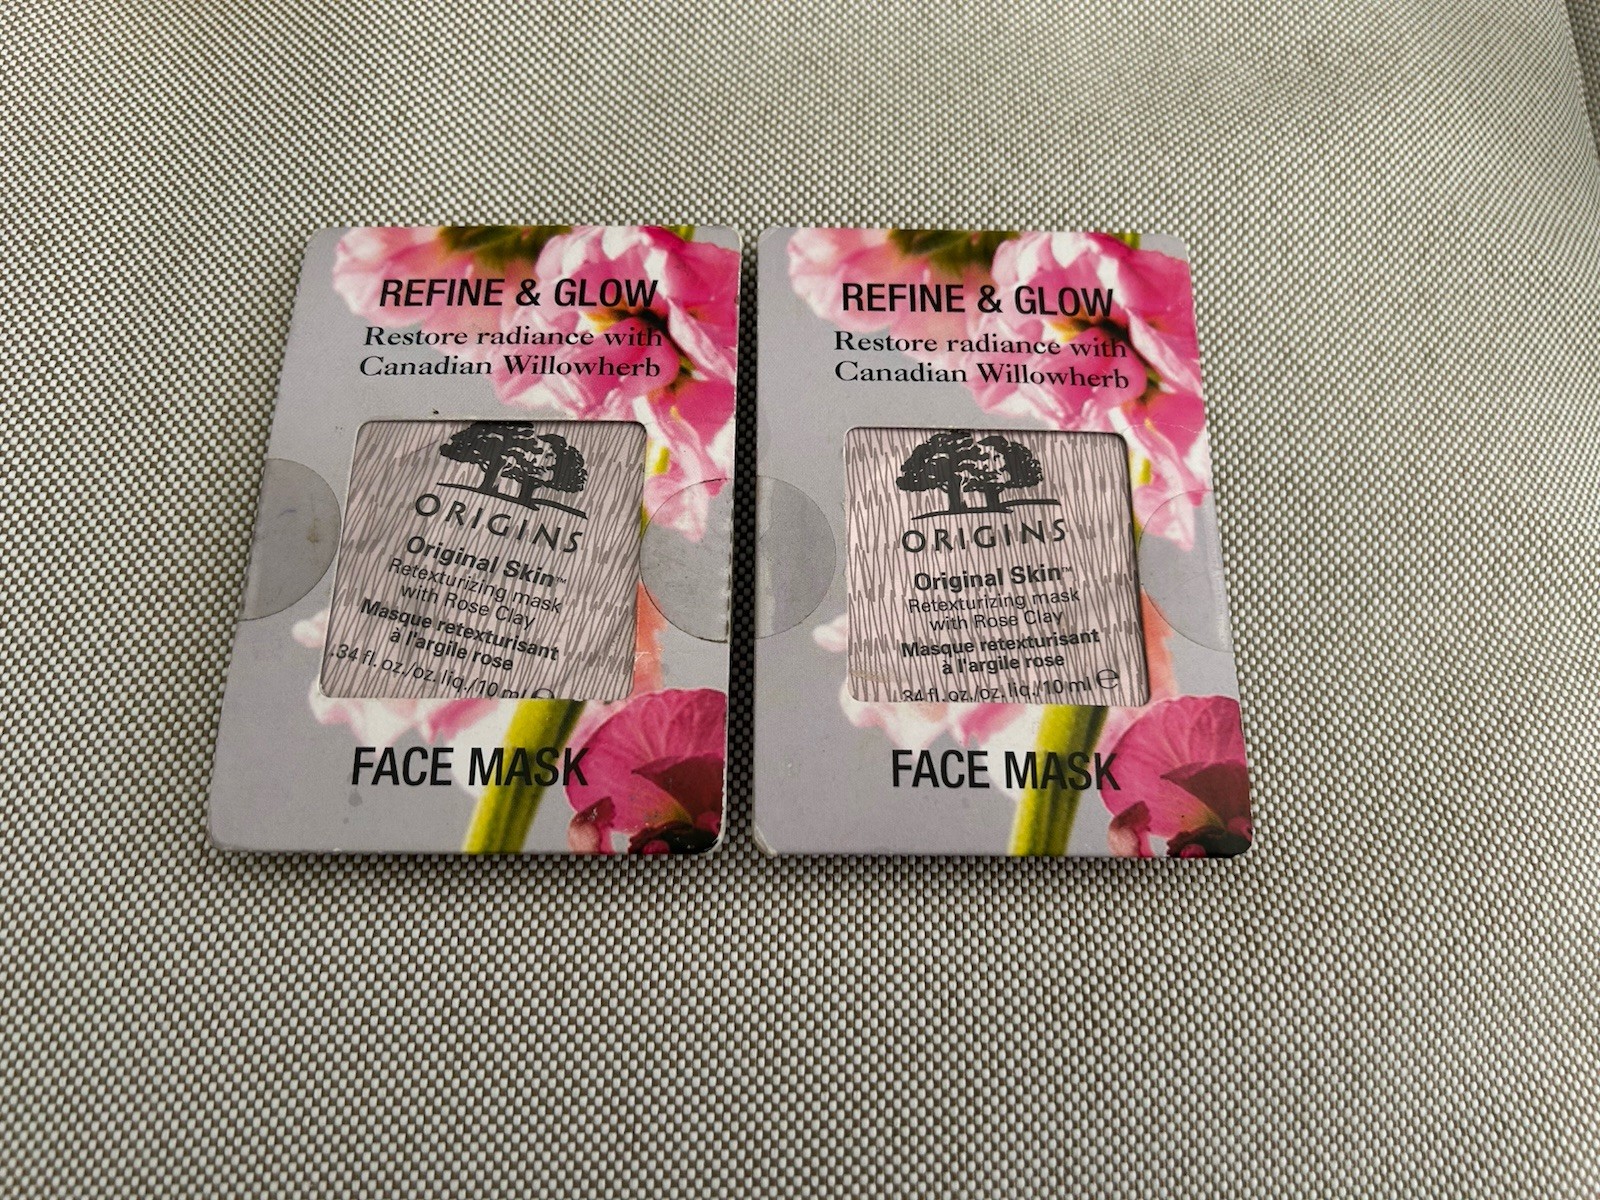 REFINE & GLOW
Restore radiance with
Canadian Willowherb
ORIGINS
Original Skin™
Retexturizing mask
with Rose Clay
Masque retexturisant
à l'argile rose
.34 fl. oz./oz. liq./10 ml ℮
FACE MASK
REFINE & GLOW
Restore radiance with
Canadian Willowherb
ORIGINS
Original Skin™
Retexturizing mask
with Rose Clay
Masque retexturisant
à l'argile rose
.34 fl. oz./oz. liq./10 ml ℮
FACE MASK